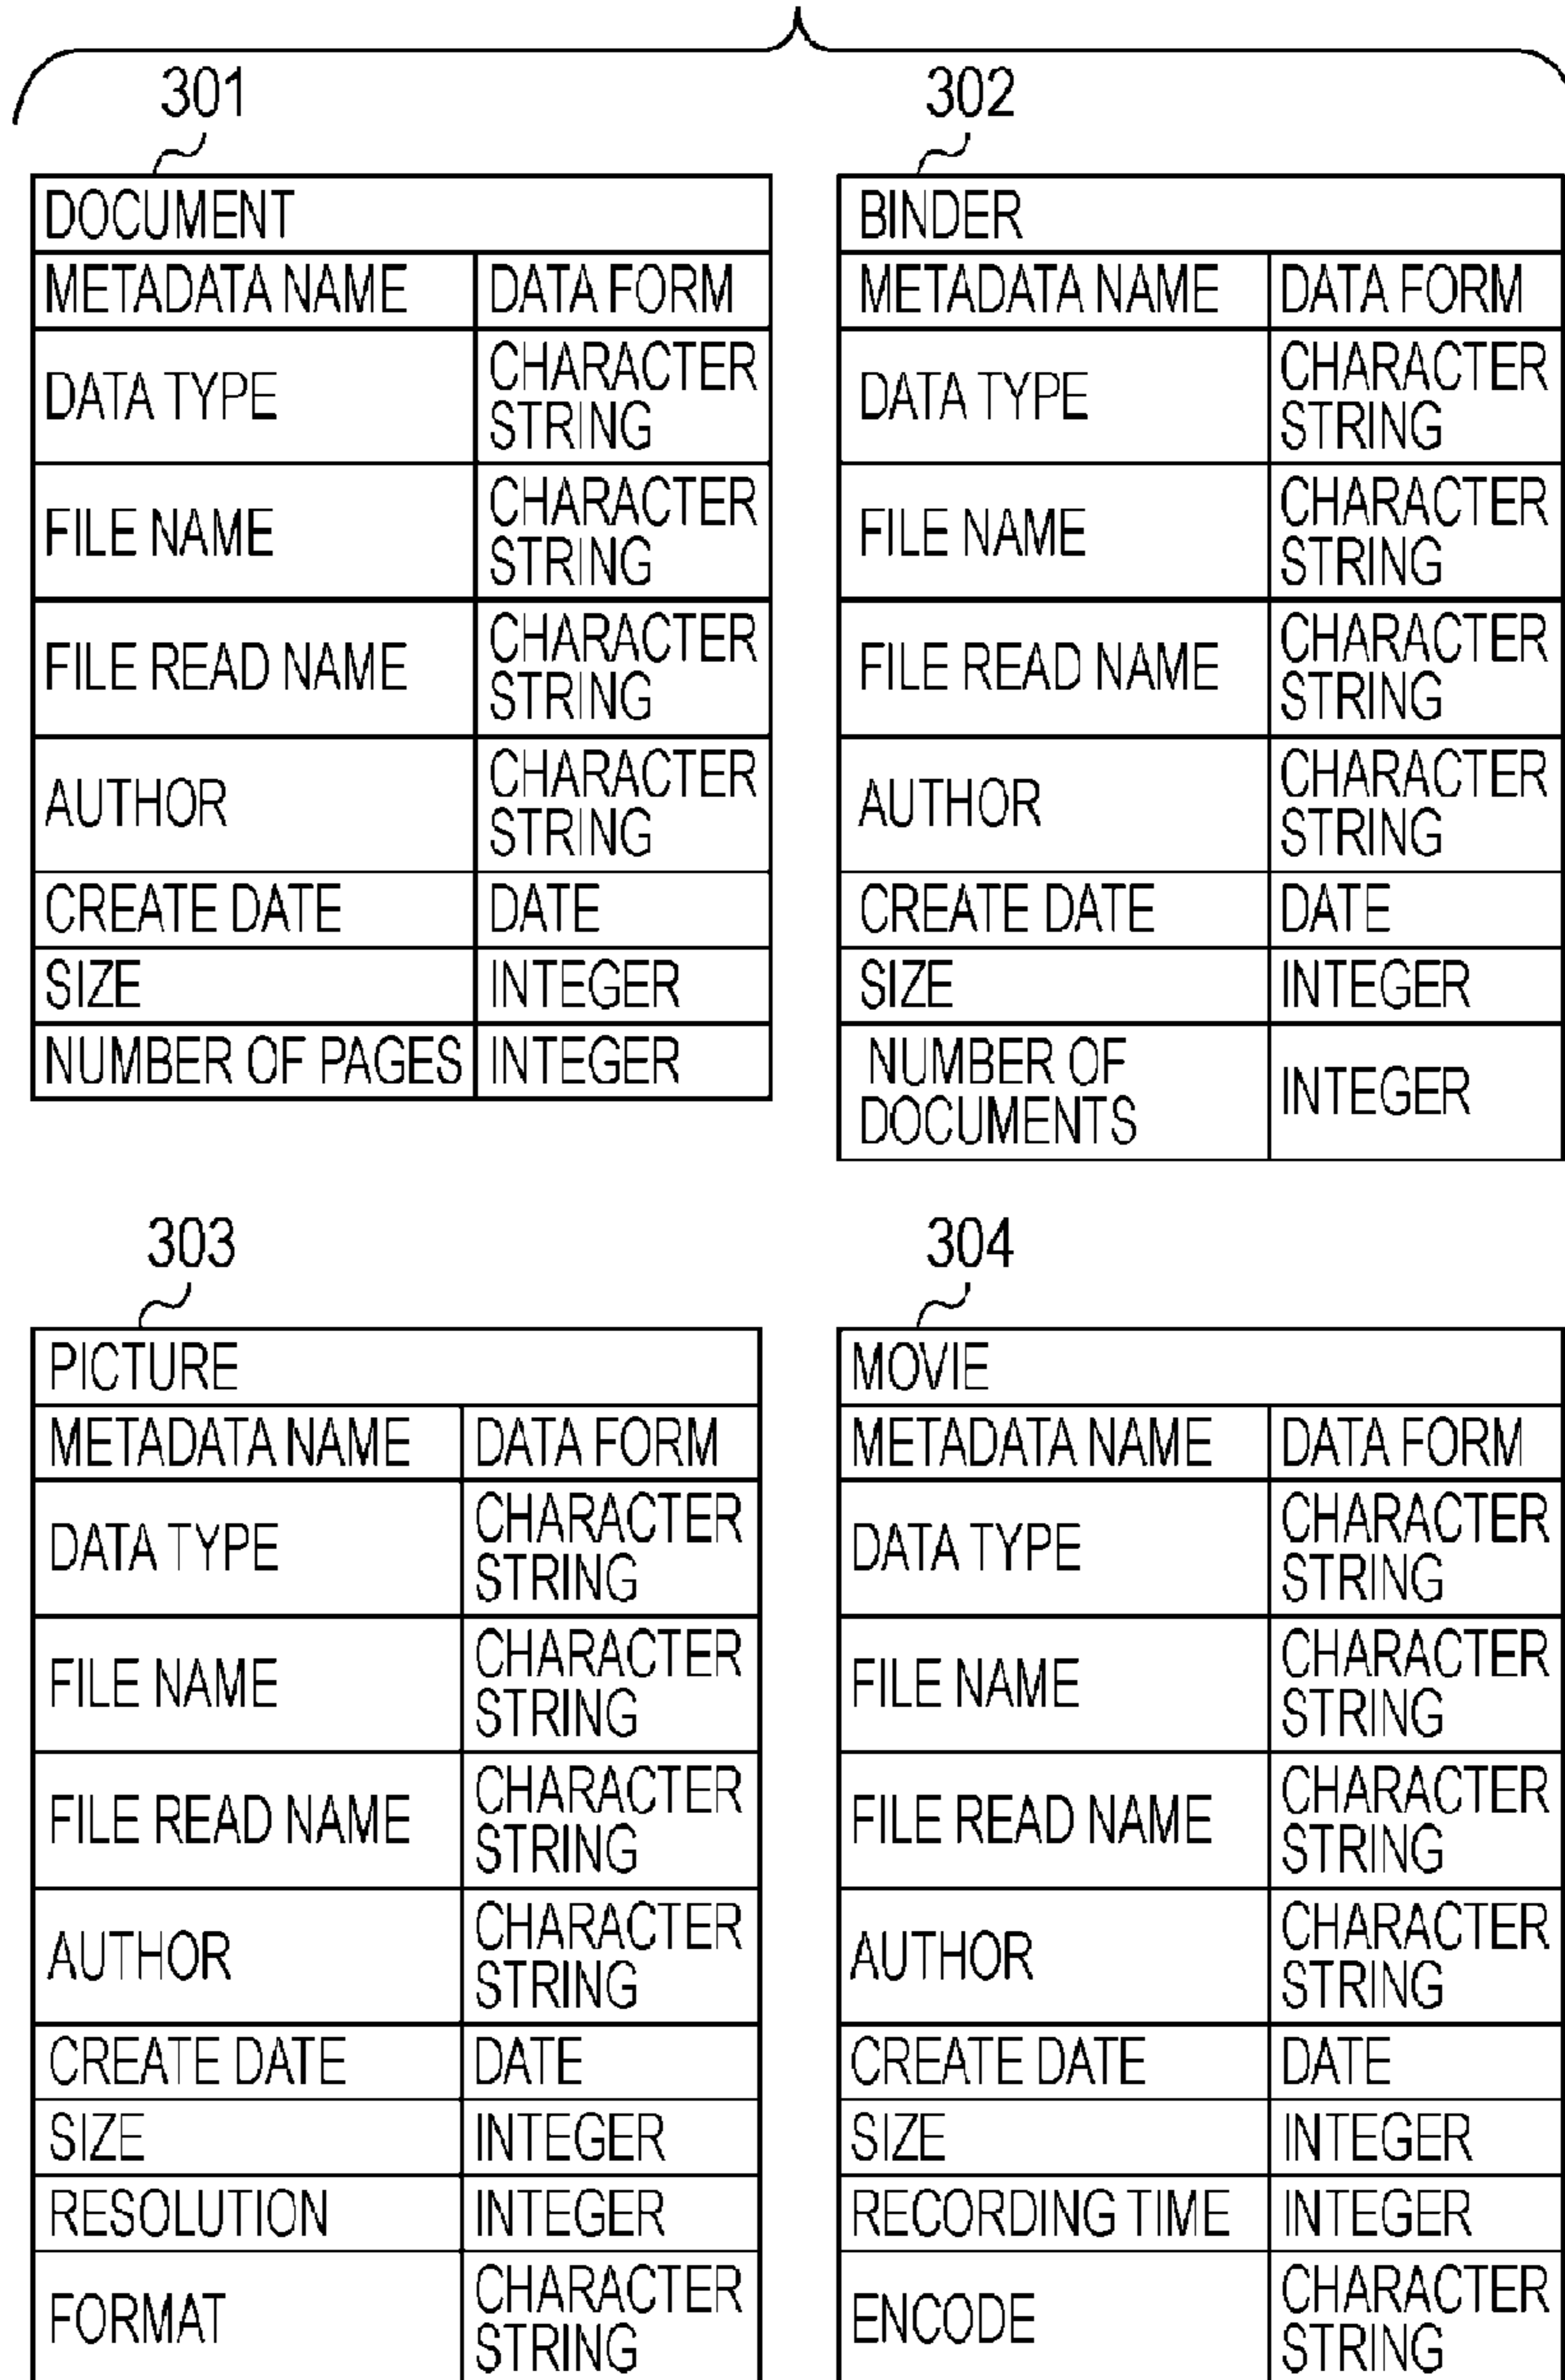 301
DOCUMENT
METADATA NAME DATA FORM
DATA TYPE CHARACTER STRING
FILE NAME CHARACTER STRING
FILE READ NAME CHARACTER STRING
AUTHOR CHARACTER STRING
CREATE DATE DATE
SIZE INTEGER
NUMBER OF PAGES INTEGER
302
BINDER
METADATA NAME DATA FORM
DATA TYPE CHARACTER STRING
FILE NAME CHARACTER STRING
FILE READ NAME CHARACTER STRING
AUTHOR CHARACTER STRING
CREATE DATE DATE
SIZE INTEGER
NUMBER OF DOCUMENTS INTEGER
303
PICTURE
METADATA NAME DATA FORM
DATA TYPE CHARACTER STRING
FILE NAME CHARACTER STRING
FILE READ NAME CHARACTER STRING
AUTHOR CHARACTER STRING
CREATE DATE DATE
SIZE INTEGER
RESOLUTION INTEGER
FORMAT CHARACTER STRING
304
MOVIE
METADATA NAME DATA FORM
DATA TYPE CHARACTER STRING
FILE NAME CHARACTER STRING
FILE READ NAME CHARACTER STRING
AUTHOR CHARACTER STRING
CREATE DATE DATE
SIZE INTEGER
RECORDING TIME INTEGER
ENCODE CHARACTER STRING